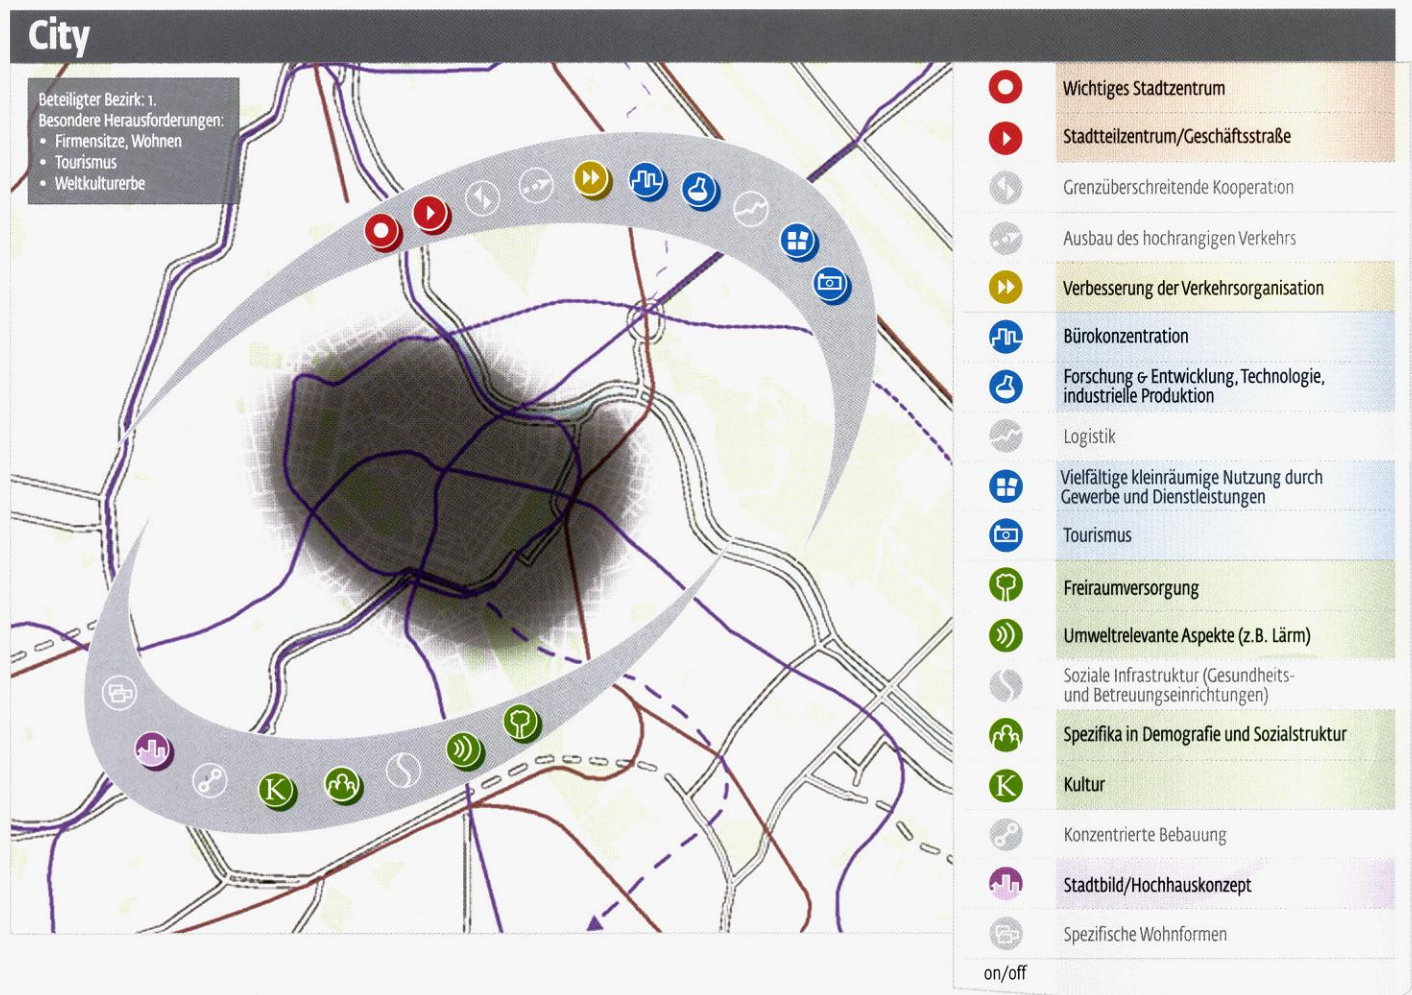 City
Beteiligter Bezirk: 1.
Besondere Herausforderungen:
• Firmensitze, Wohnen
• Tourismus
• Weltkulturerbe
Wichtiges Stadtzentrum
Stadtteilzentrum/Geschäftsstraße
Grenzüberschreitende Kooperation
Ausbau des hochrangigen Verkehrs
Verbesserung der Verkehrsorganisation
Bürokonzentration
Forschung & Entwicklung, Technologie,
industrielle Produktion
Logistik
Vielfältige kleinräumige Nutzung durch
Gewerbe und Dienstleistungen
Tourismus
Freiraumversorgung
Umweltrelevante Aspekte (z.B. Lärm)
Soziale Infrastruktur (Gesundheits-
und Betreuungseinrichtungen)
Spezifika in Demografie und Sozialstruktur
K
Kultur
Konzentrierte Bebauung
Stadtbild/Hochhauskonzept
Spezifische Wohnformen
on/off
K